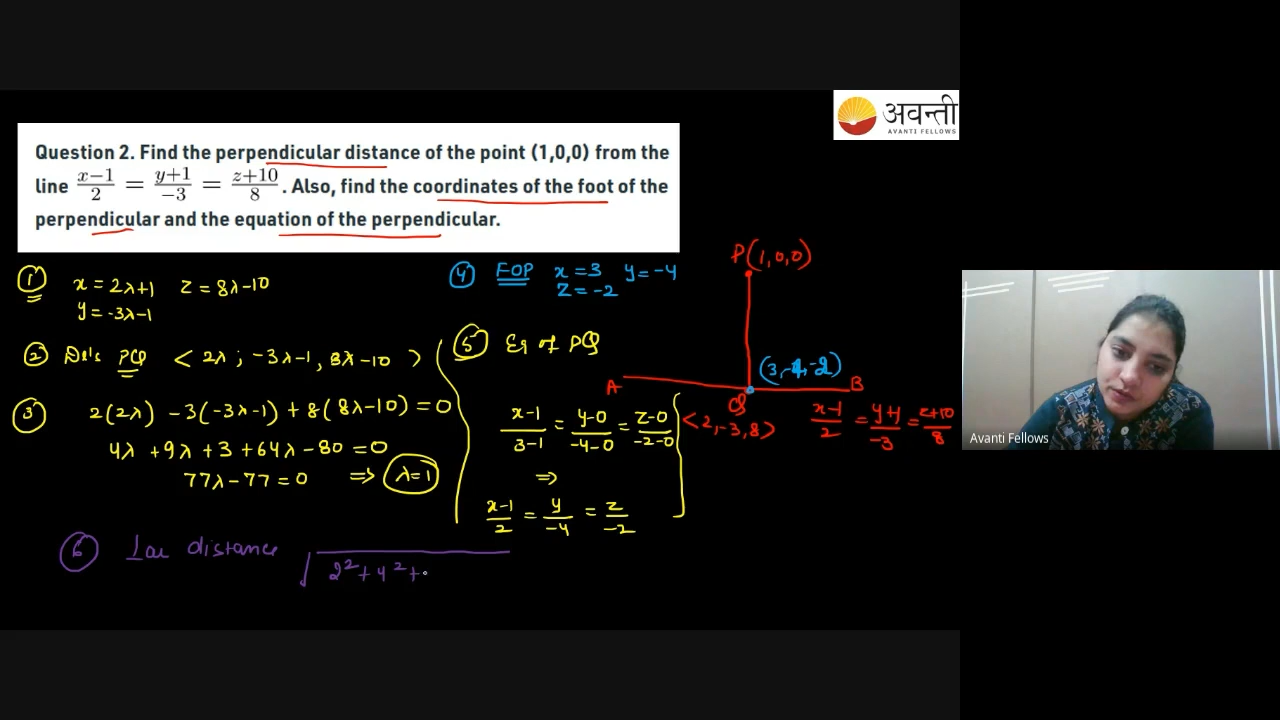 अवन्ती
AVANTI FELLOWS
Question 2. Find the perpendicular distance of the point (1,0,0) from the
line x−1/2 = y+1/−3 = z+10/8. Also, find the coordinates of the foot of the
perpendicular and the equation of the perpendicular.
① x = 2λ+1 z = 8λ-10
y = -3λ-1
② Dr's PQ < 2λ ; -3λ-1, 8λ-10 >
③ 2(2λ) -3(-3λ-1) + 8(8λ-10) = 0
4λ + 9λ + 3 + 64λ - 80 = 0
77λ - 77 = 0 ⇒ λ=1
④ FOP x = 3 y = -4
z = -2
⑤ Eq of PQ
x-1/3-1 = y-0/-4-0 = z-0/-2-0
⇒
x-1/2 = y/-4 = z/-2
P(1,0,0)
(3,-4,-2)
A B
Q
<2,-3,8> x-1/2 = y+1/-3 = z+10/8
⑥ Lar distance √2²+4²+
Avanti Fellows